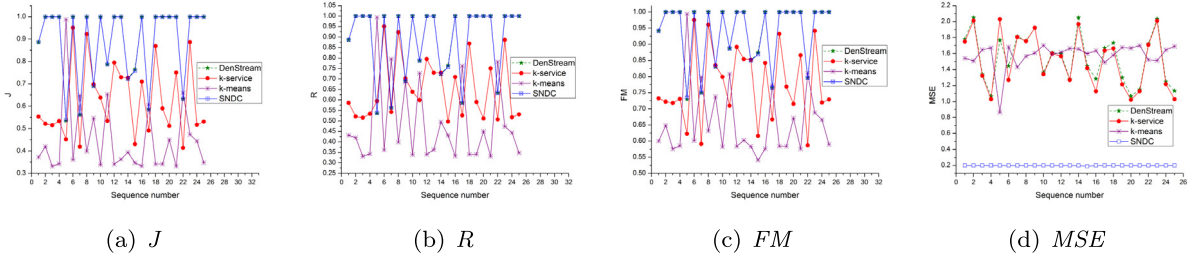 1.0
0.9
0.8
0.7
0.6
0.5
0.4
0.3
0 2 4 6 8 10 12 14 16 18 20 22 24 26 28 30 32
J
Sequence number
DenStream
k-service
k-means
SNDC
(a) J
1.05
1.00
0.95
0.90
0.85
0.80
0.75
0.70
0.65
0.60
0.55
0.50
0.45
0.40
0.35
0.30
0.25
0 2 4 6 8 10 12 14 16 18 20 22 24 26 28 30 32
R
Sequence number
DenStream
k-service
k-means
SNDC
(b) R
1.00
0.95
0.90
0.85
0.80
0.75
0.70
0.65
0.60
0.55
0.50
0 2 4 6 8 10 12 14 16 18 20 22 24 26 28 30 32
FM
Sequence number
DenStream
k-service
k-means
SNDC
(c) FM
2.2
2.0
1.8
1.6
1.4
1.2
1.0
0.8
0.6
0.4
0.2
0 2 4 6 8 10 12 14 16 18 20 22 24 26
MSE
Sequence number
DenStream
k-service
k-means
SNDC
(d) MSE